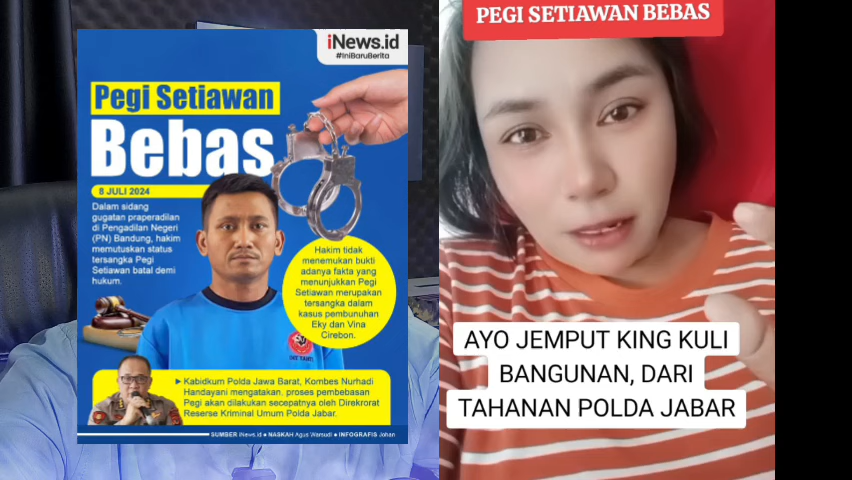 iNews.id
#IniBaruBerita
Pegi Setiawan
Bebas
8 JULI 2024
Dalam sidang
gugatan praperadilan
di Pengadilan Negeri
(PN) Bandung, hakim
memutuskan status
tersangka Pegi
Setiawan batal demi
hukum.
Hakim tidak
menemukan bukti
adanya fakta yang
menunjukkan Pegi
Setiawan merupakan
tersangka dalam
kasus pembunuhan
Eky dan Vina
Cirebon.
Kabidkum Polda Jawa Barat, Kombes Nurhadi
Handayani mengatakan, proses pembebasan
Pegi akan dilakukan secepatnya oleh Direkrorat
Reserse Kriminal Umum Polda Jabar.
SUMBER iNews.id ● NASKAH Agus Warsudi ● INFOGRAFIS Johan
PEGI SETIAWAN BEBAS
AYO JEMPUT KING KULI
BANGUNAN, DARI
TAHANAN POLDA JABAR